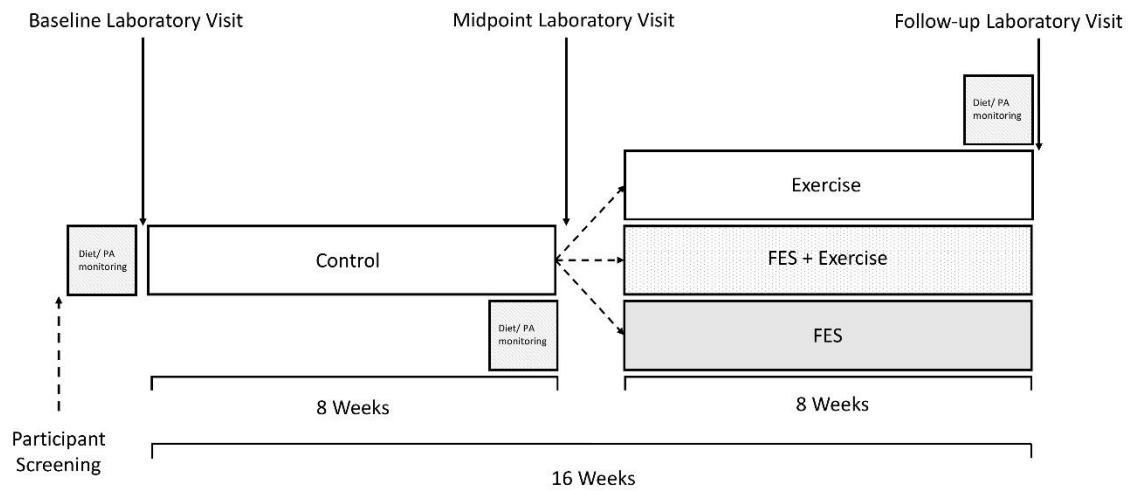 Baseline Laboratory Visit
Midpoint Laboratory Visit
Follow-up Laboratory Visit
Diet/ PA
monitoring
Exercise
Diet/ PA
monitoring
Control
FES + Exercise
Diet/ PA
monitoring
FES
8 Weeks
8 Weeks
Participant
Screening
16 Weeks